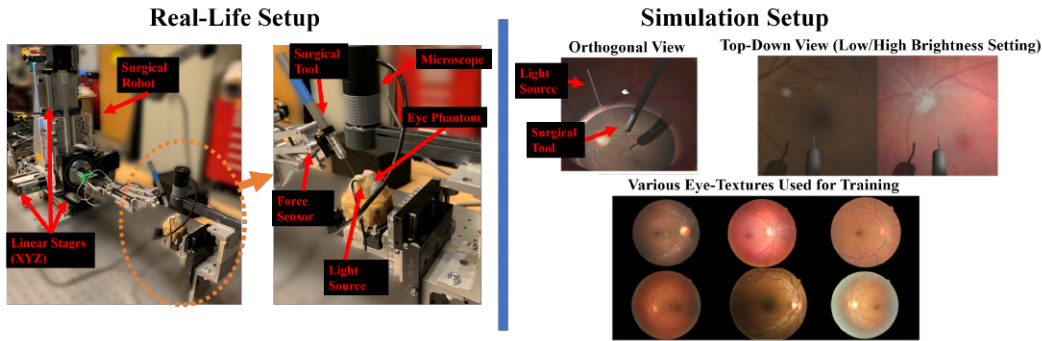 Real-Life Setup
Surgical
Robot
Linear Stages
(XYZ)
Surgical
Tool
Microscope
Eye Phantom
Force
Sensor
Light
Source
Simulation Setup
Orthogonal View
Top-Down View (Low/High Brightness Setting)
Light
Source
Surgical
Tool
Various Eye-Textures Used for Training